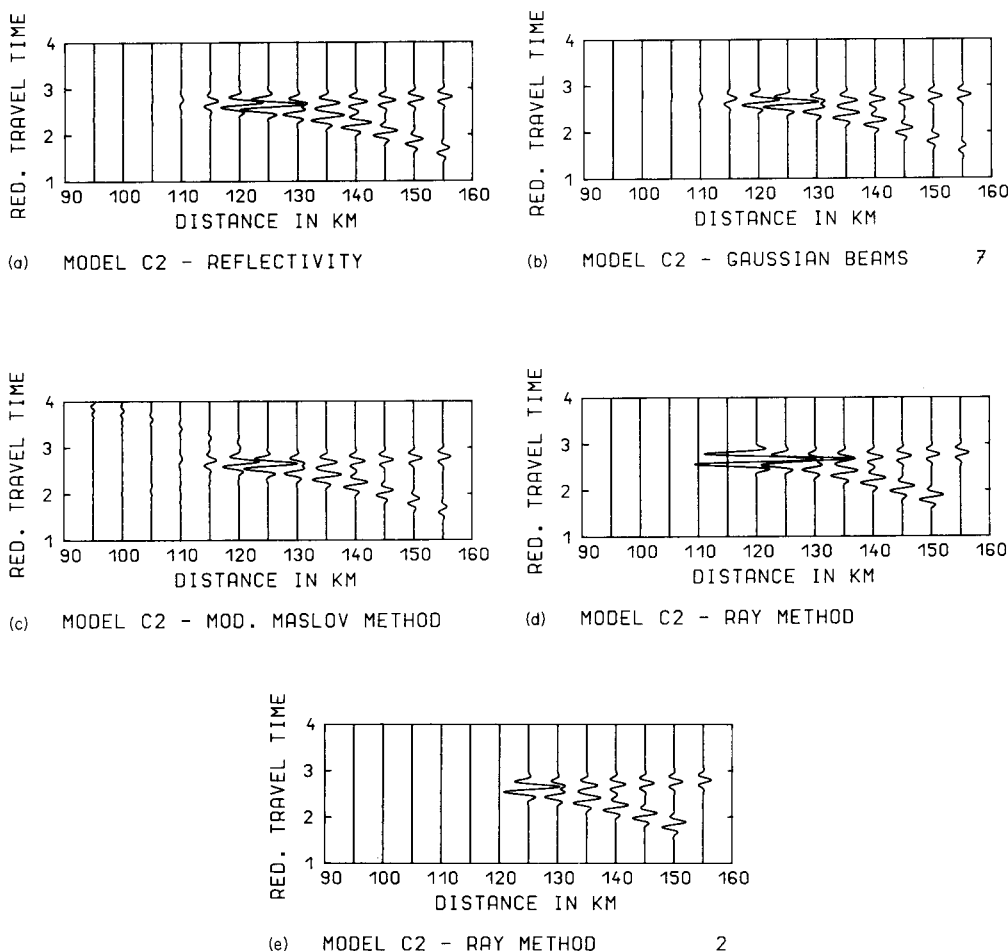 RED. TRAVEL TIME
4
3
2
1
90 100 110 120 130 140 150 160
DISTANCE IN KM
(a) MODEL C2 - REFLECTIVITY
RED. TRAVEL TIME
4
3
2
1
90 100 110 120 130 140 150 160
DISTANCE IN KM
(b) MODEL C2 - GAUSSIAN BEAMS 7
RED. TRAVEL TIME
4
3
2
1
90 100 110 120 130 140 150 160
DISTANCE IN KM
(c) MODEL C2 - MOD. MASLOV METHOD
RED. TRAVEL TIME
4
3
2
1
90 100 110 120 130 140 150 160
DISTANCE IN KM
(d) MODEL C2 - RAY METHOD
RED. TRAVEL TIME
4
3
2
1
90 100 110 120 130 140 150 160
DISTANCE IN KM
(e) MODEL C2 - RAY METHOD 2